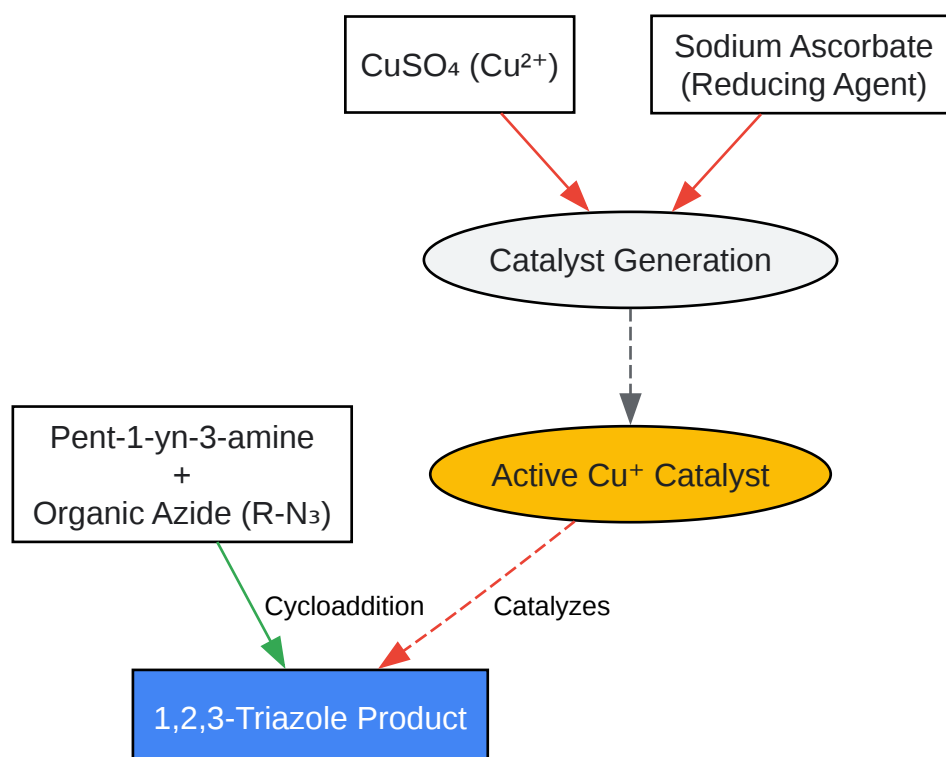 CuSO₄ (Cu²⁺)
Sodium Ascorbate
(Reducing Agent)
Catalyst Generation
Pent-1-yn-3-amine
+
Organic Azide (R-N₃)
Active Cu⁺ Catalyst
Cycloaddition
Catalyzes
1,2,3-Triazole Product